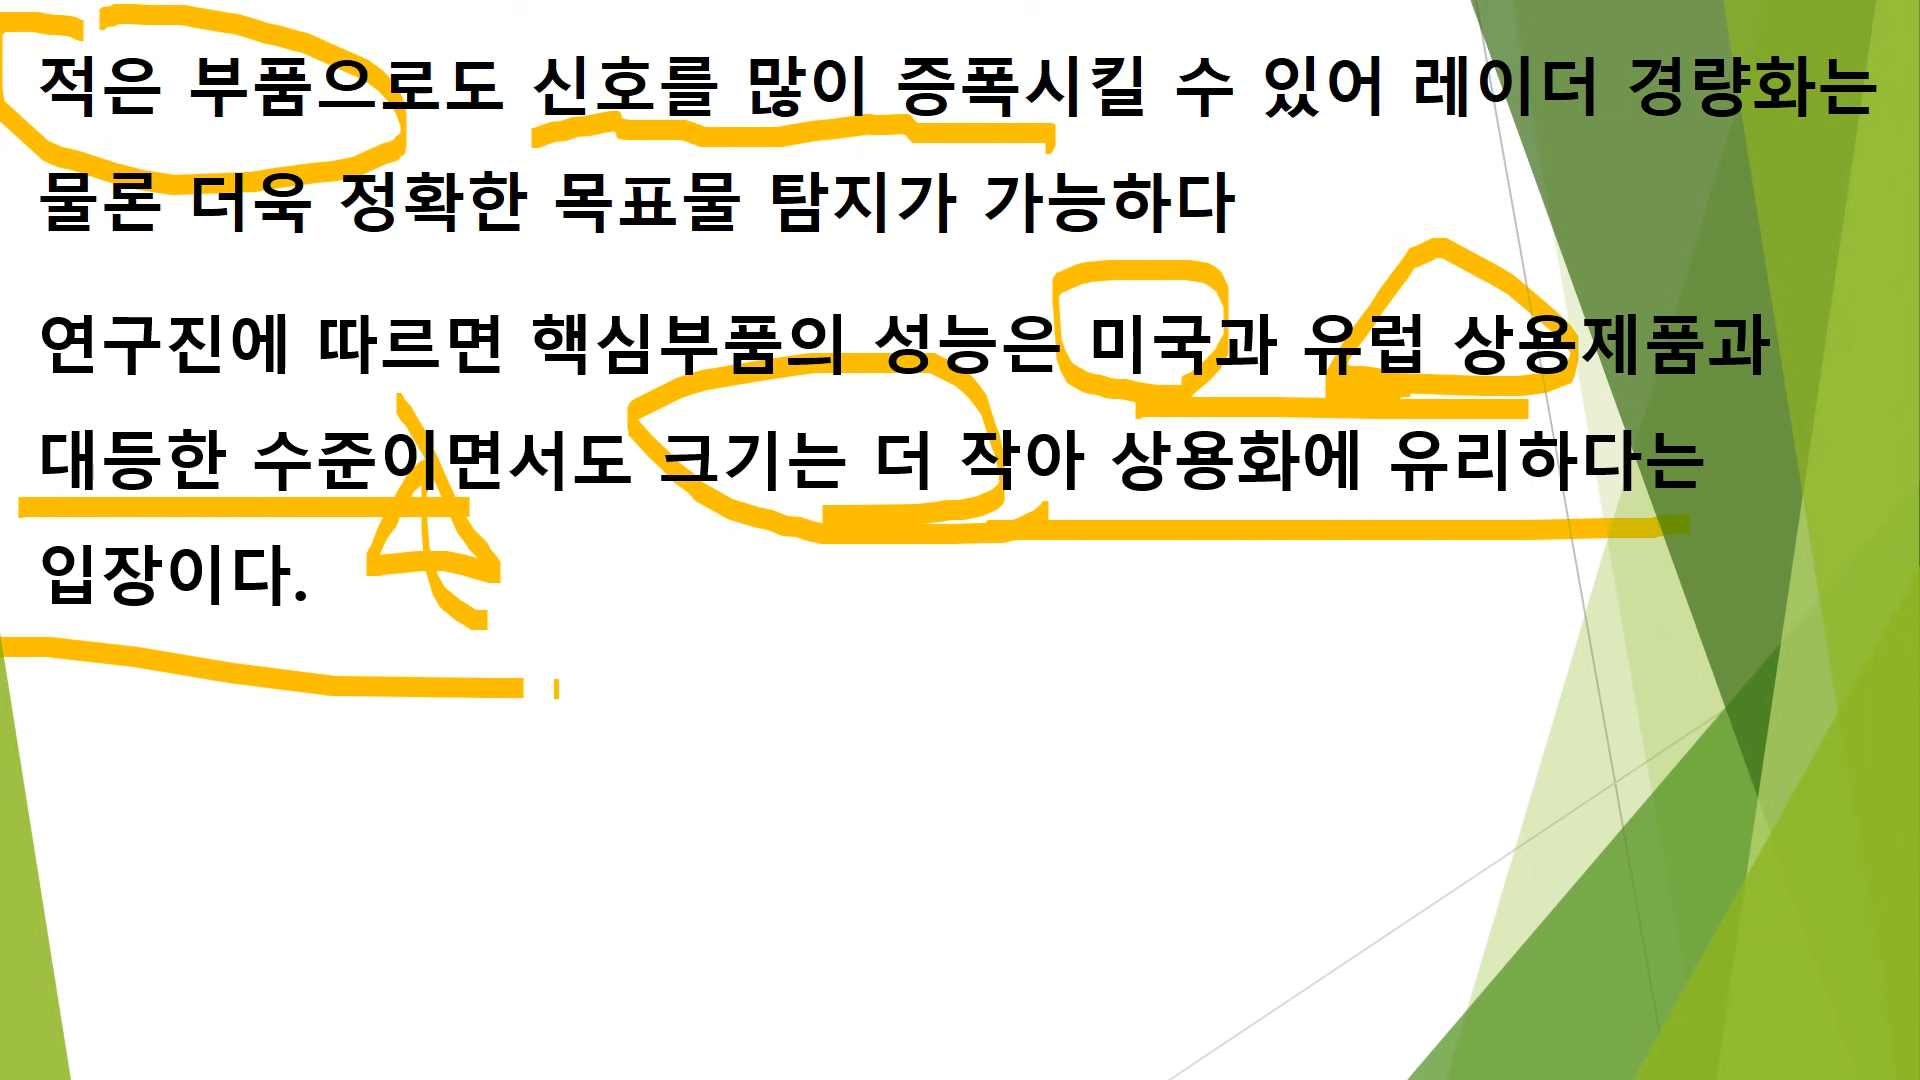 적은 부품으로도 신호를 많이 증폭시킬 수 있어 레이더 경량화는
물론 더욱 정확한 목표물 탐지가 가능하다
연구진에 따르면 핵심부품의 성능은 미국과 유럽 상용제품과
대등한 수준이면서도 크기는 더 작아 상용화에 유리하다는
입장이다.